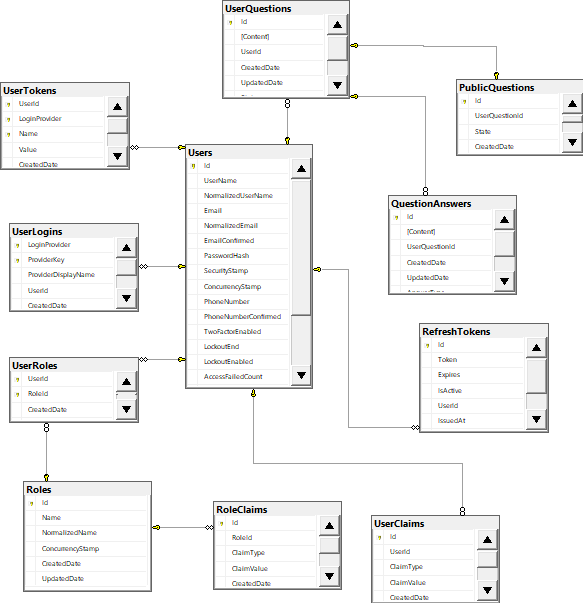 UserQuestions
Id
[Content]
UserId
CreatedDate
UpdatedDate
PublicQuestions
Id
UserQuestionId
State
CreatedDate
UserTokens
UserId
LoginProvider
Name
Value
CreatedDate
Users
Id
UserName
NormalizedUserName
Email
NormalizedEmail
EmailConfirmed
PasswordHash
SecurityStamp
ConcurrencyStamp
PhoneNumber
PhoneNumberConfirmed
TwoFactorEnabled
LockoutEnd
LockoutEnabled
AccessFailedCount
QuestionAnswers
Id
[Content]
UserQuestionId
CreatedDate
UpdatedDate
UserLogins
LoginProvider
ProviderKey
ProviderDisplayName
UserId
CreatedDate
RefreshTokens
Id
Token
Expires
IsActive
UserId
IssuedAt
UserRoles
UserId
RoleId
CreatedDate
Roles
Id
Name
NormalizedName
ConcurrencyStamp
CreatedDate
UpdatedDate
RoleClaims
Id
RoleId
ClaimType
ClaimValue
CreatedDate
UserClaims
Id
UserId
ClaimType
ClaimValue
CreatedDate